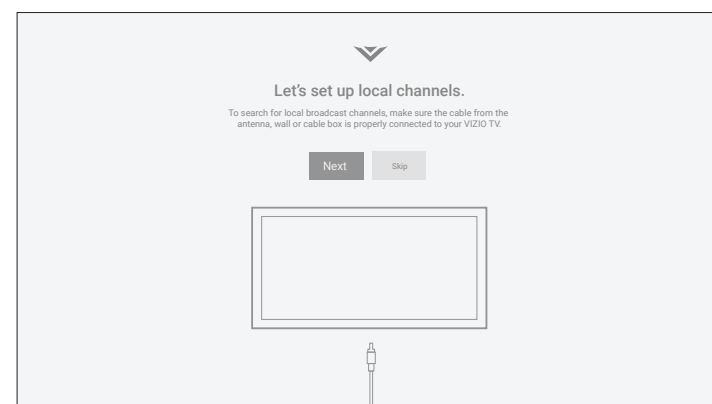 Let's set up local channels.
To search for local broadcast channels, make sure the cable from the
antenna, wall or cable box is properly connected to your VIZIO TV.
Next
Skip